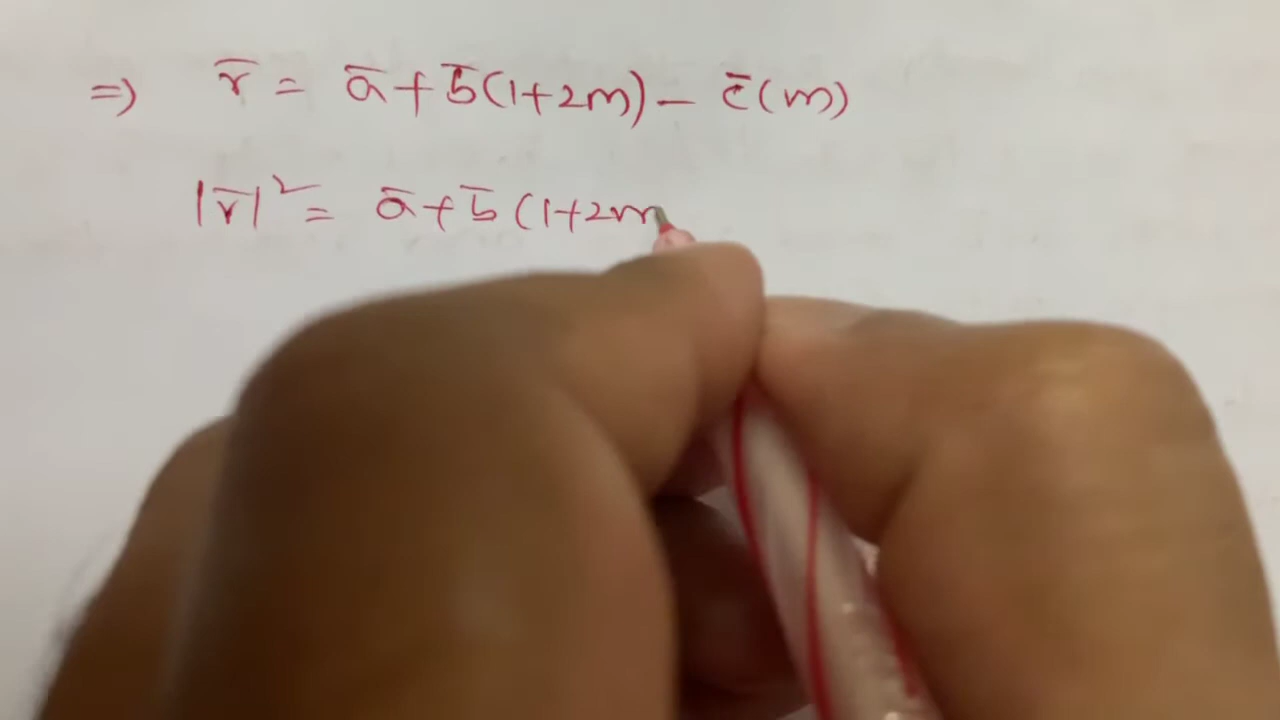 ⇒ r̄ = ā + b̄(1+2m) − c̄(m)
|r̄|² = ā + b̄(1+2m